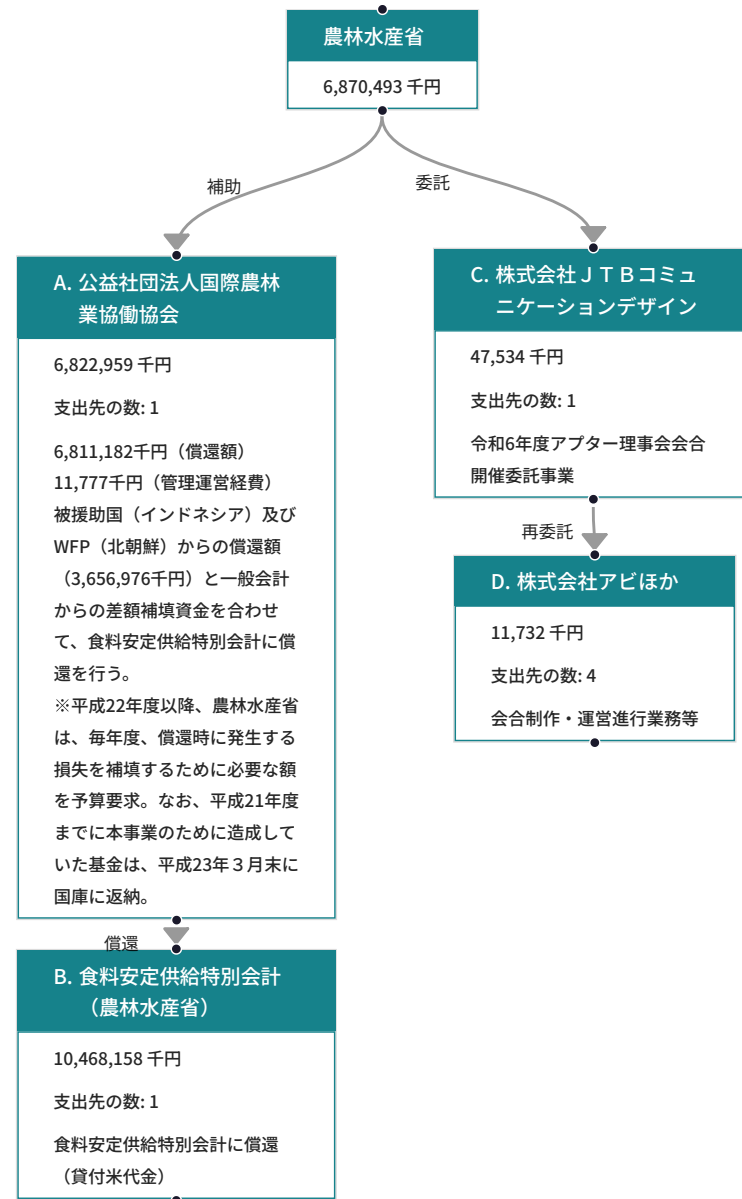 農林水産省
6,870,493 千円
補助
委託
A. 公益社団法人国際農林
業協働協会
6,822,959 千円
支出先の数: 1
6,811,182千円（償還額）
11,777千円（管理運営経費）
被援助国（インドネシア）及び
WFP（北朝鮮）からの償還額
（3,656,976千円）と一般会計
からの差額補填資金を合わせ
て、食料安定供給特別会計に償
還を行う。
※平成22年度以降、農林水産省
は、毎年度、償還時に発生する
損失を補填するために必要な額
を予算要求。なお、平成21年度
までに本事業のために造成して
いた基金は、平成23年３月末に
国庫に返納。
償還
B. 食料安定供給特別会計
（農林水産省）
10,468,158 千円
支出先の数: 1
食料安定供給特別会計に償還
（貸付米代金）
C. 株式会社ＪＴＢコミュ
ニケーションデザイン
47,534 千円
支出先の数: 1
令和6年度アプター理事会会合
開催委託事業
再委託
D. 株式会社アビほか
11,732 千円
支出先の数: 4
会合制作・運営進行業務等